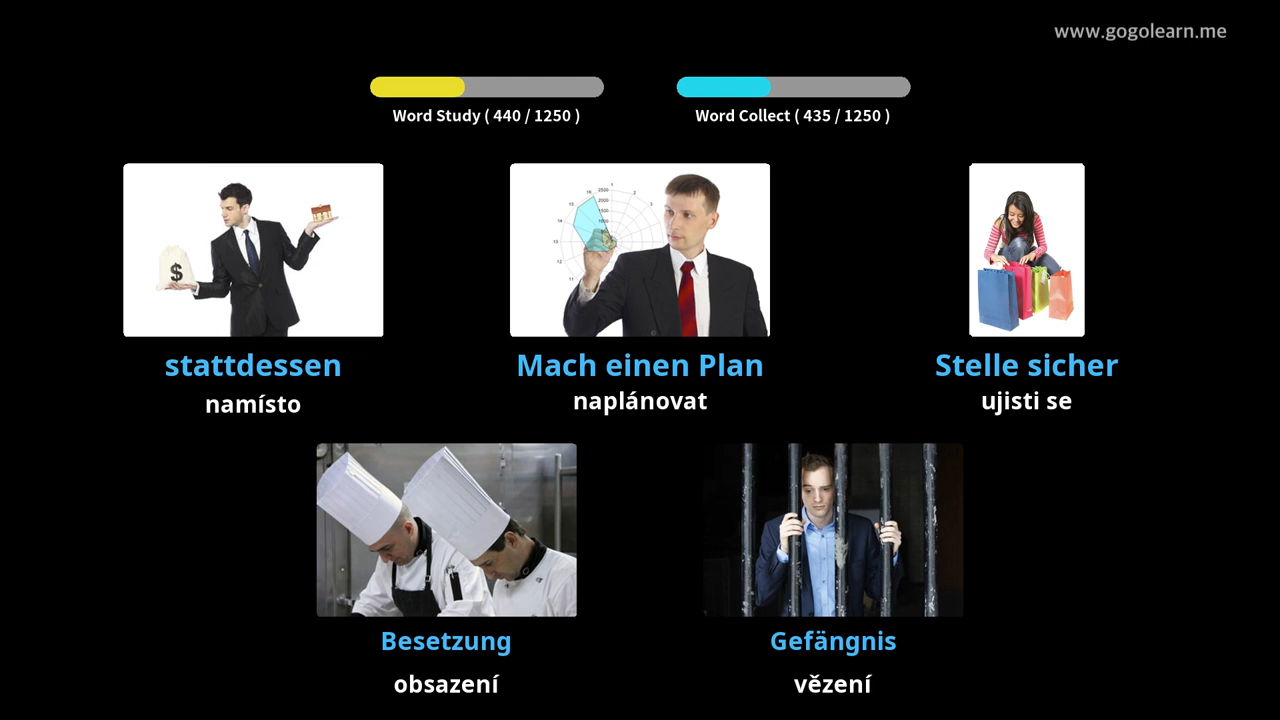 www.gogolearn.me
Word Study ( 440 / 1250 )
Word Collect ( 435 / 1250 )
$
stattdessen
Mach einen Plan
Stelle sicher
namísto
naplánovat
ujisti se
Besetzung
Gefängnis
obsazení
vězení